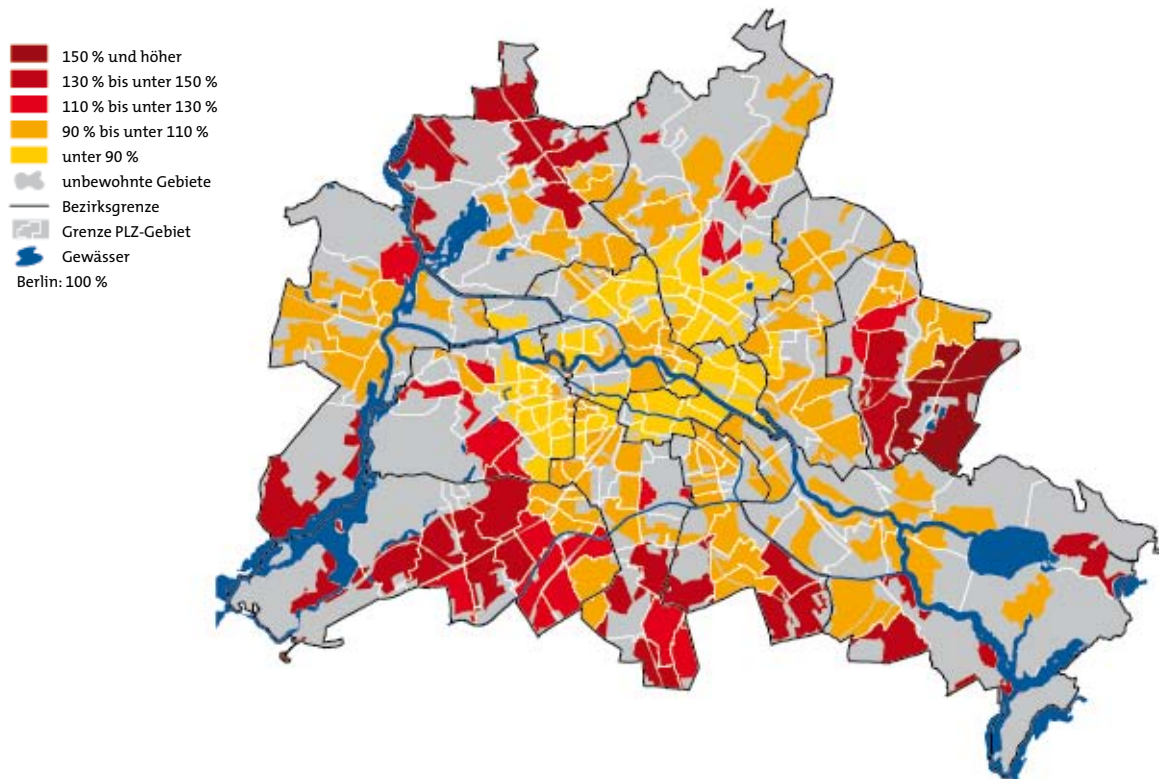 150 % und höher
130 % bis unter 150 %
110 % bis unter 130 %
90 % bis unter 110 %
unter 90 %
unbewohnte Gebiete
Bezirksgrenze
Grenze PLZ-Gebiet
Gewässer
Berlin: 100 %